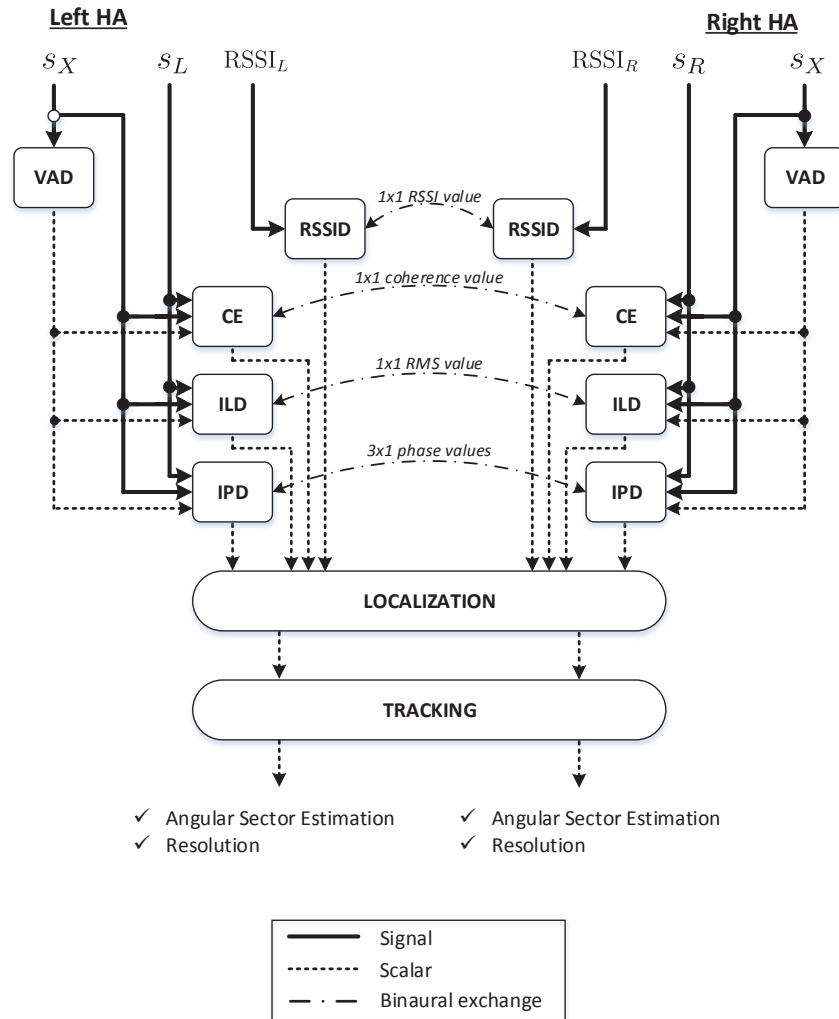 Left HA
Right HA
s_X s_L RSSI_L RSSI_R s_R s_X
VAD
VAD
1x1 RSSI value
RSSID
RSSID
1x1 coherence value
CE
CE
1x1 RMS value
ILD
ILD
3x1 phase values
IPD
IPD
LOCALIZATION
TRACKING
✓ Angular Sector Estimation
✓ Resolution
✓ Angular Sector Estimation
✓ Resolution
Signal
Scalar
Binaural exchange